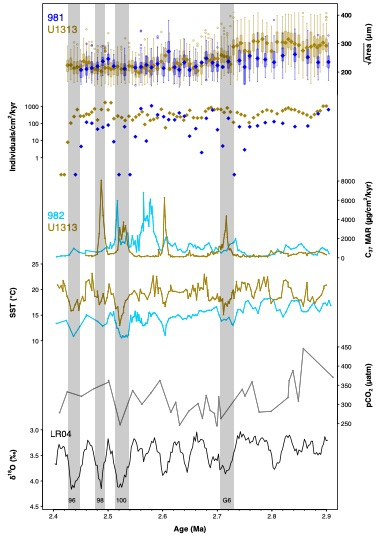 981
U1313
400
300
200
√Area (µm)
Individuals/cm²/kyr
1000
100
10
1
982
U1313
8000
6000
4000
2000
0
C₃₇ MAR (µg/cm²/kyr)
SST (°C)
25
20
15
10
450
400
350
300
250
pCO₂ (µatm)
LR04
δ¹⁸O (‰)
3.0
3.5
4.0
4.5
96 98 100 G6
2.4 2.5 2.6 2.7 2.8 2.9
Age (Ma)